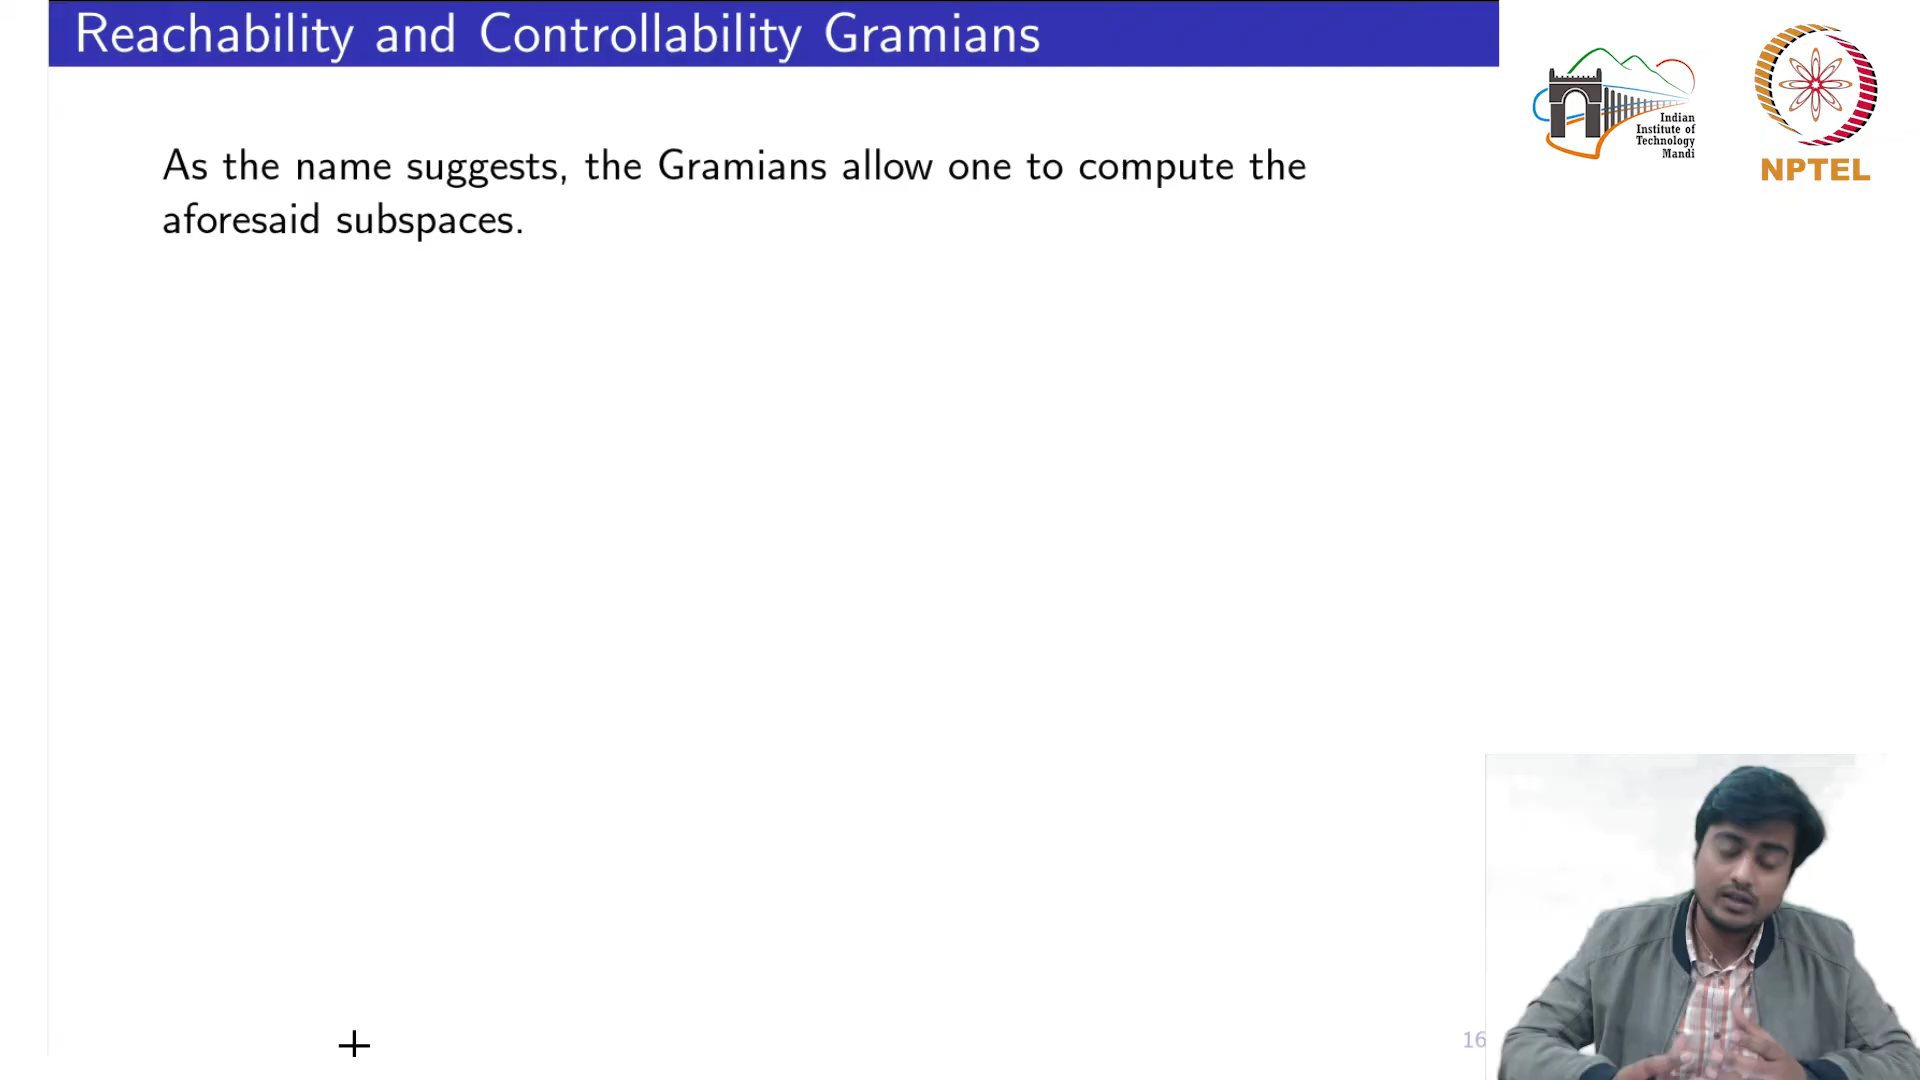 Reachability and Controllability Gramians
As the name suggests, the Gramians allow one to compute the
aforesaid subspaces.
Indian
Institute of
Technology
Mandi
NPTEL
16